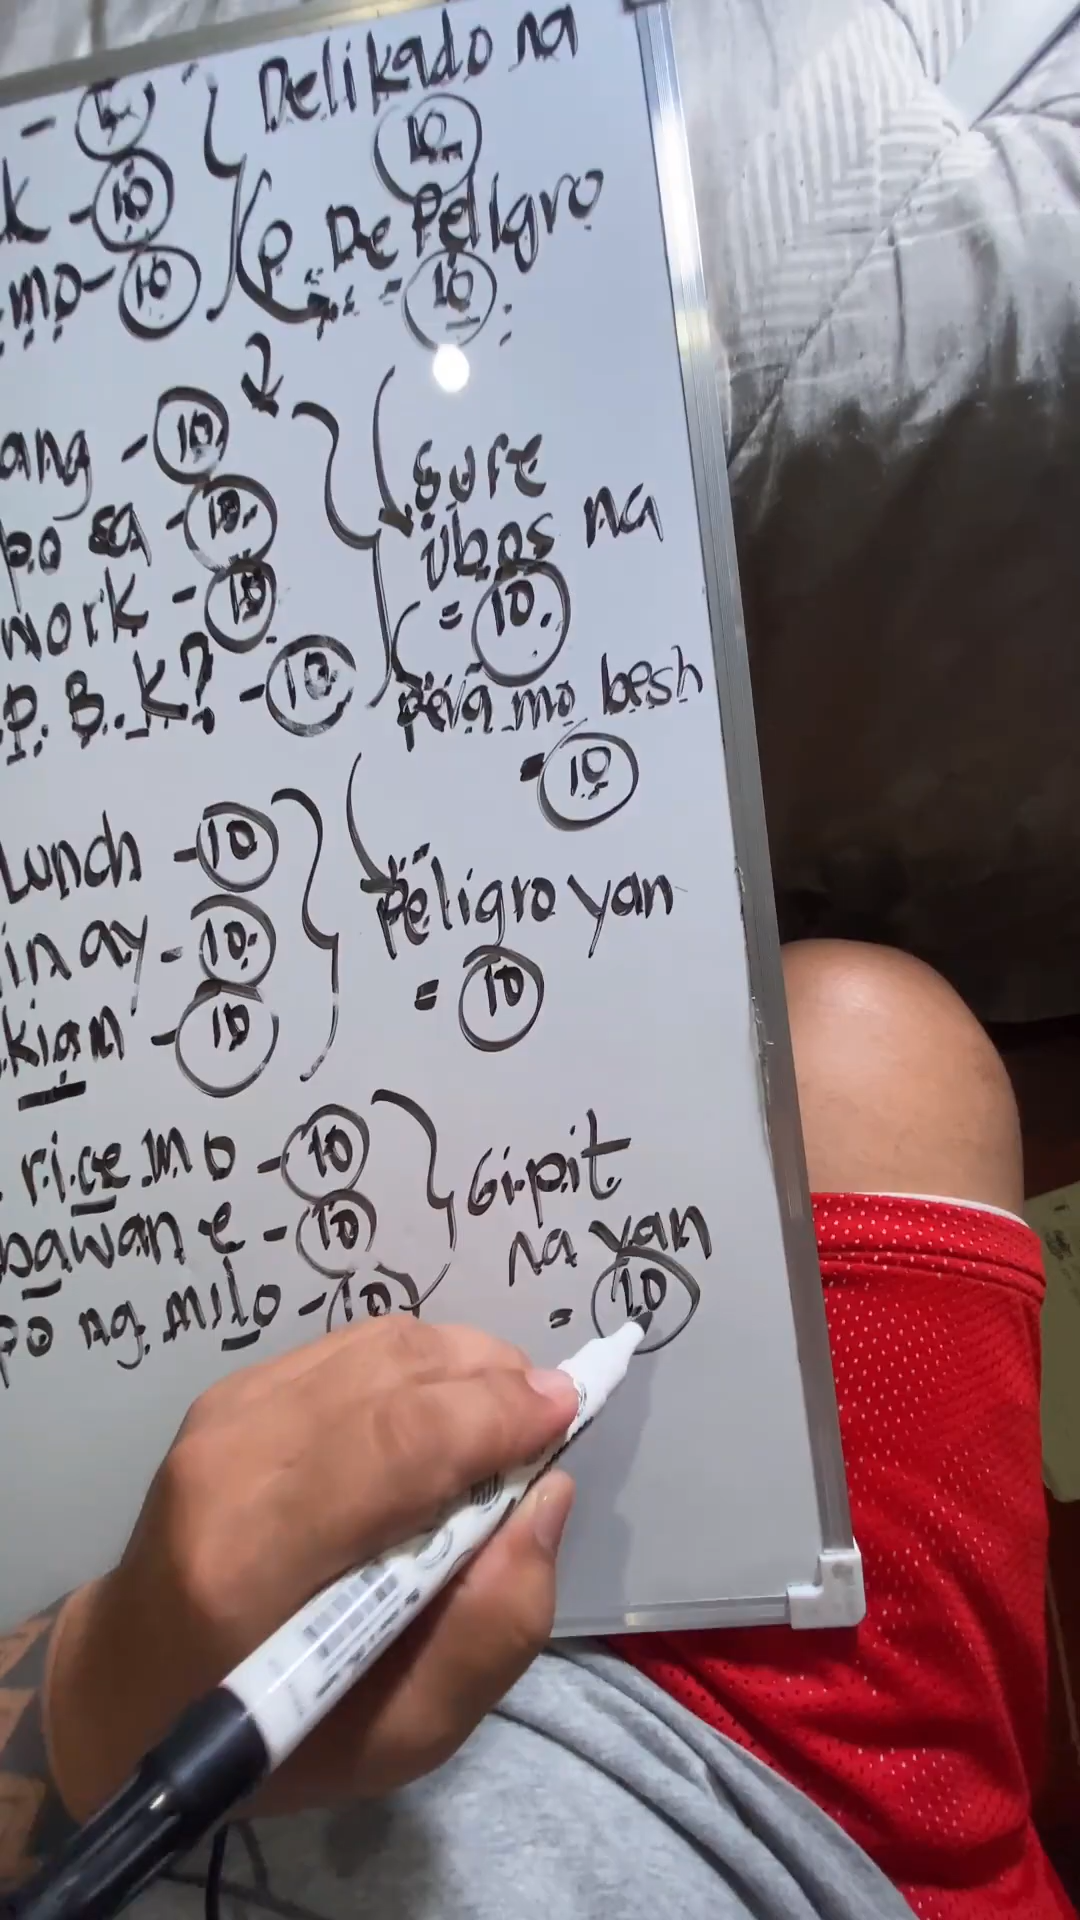 - 5 Delikado na
k - 10 10
mo - 10 P. De Peligro
= 10
ang - 10
po sa - 10 Sure
work - 10 Ubos na
= 10
P. B. K? - 10 Pera mo besh
- 10
Lunch - 10
inay - 10 Peligro yan
kiam - 10 = 10
rice mo - 10 Gipit
bawan e - 10 na yan
po ng milo - 10 = 10